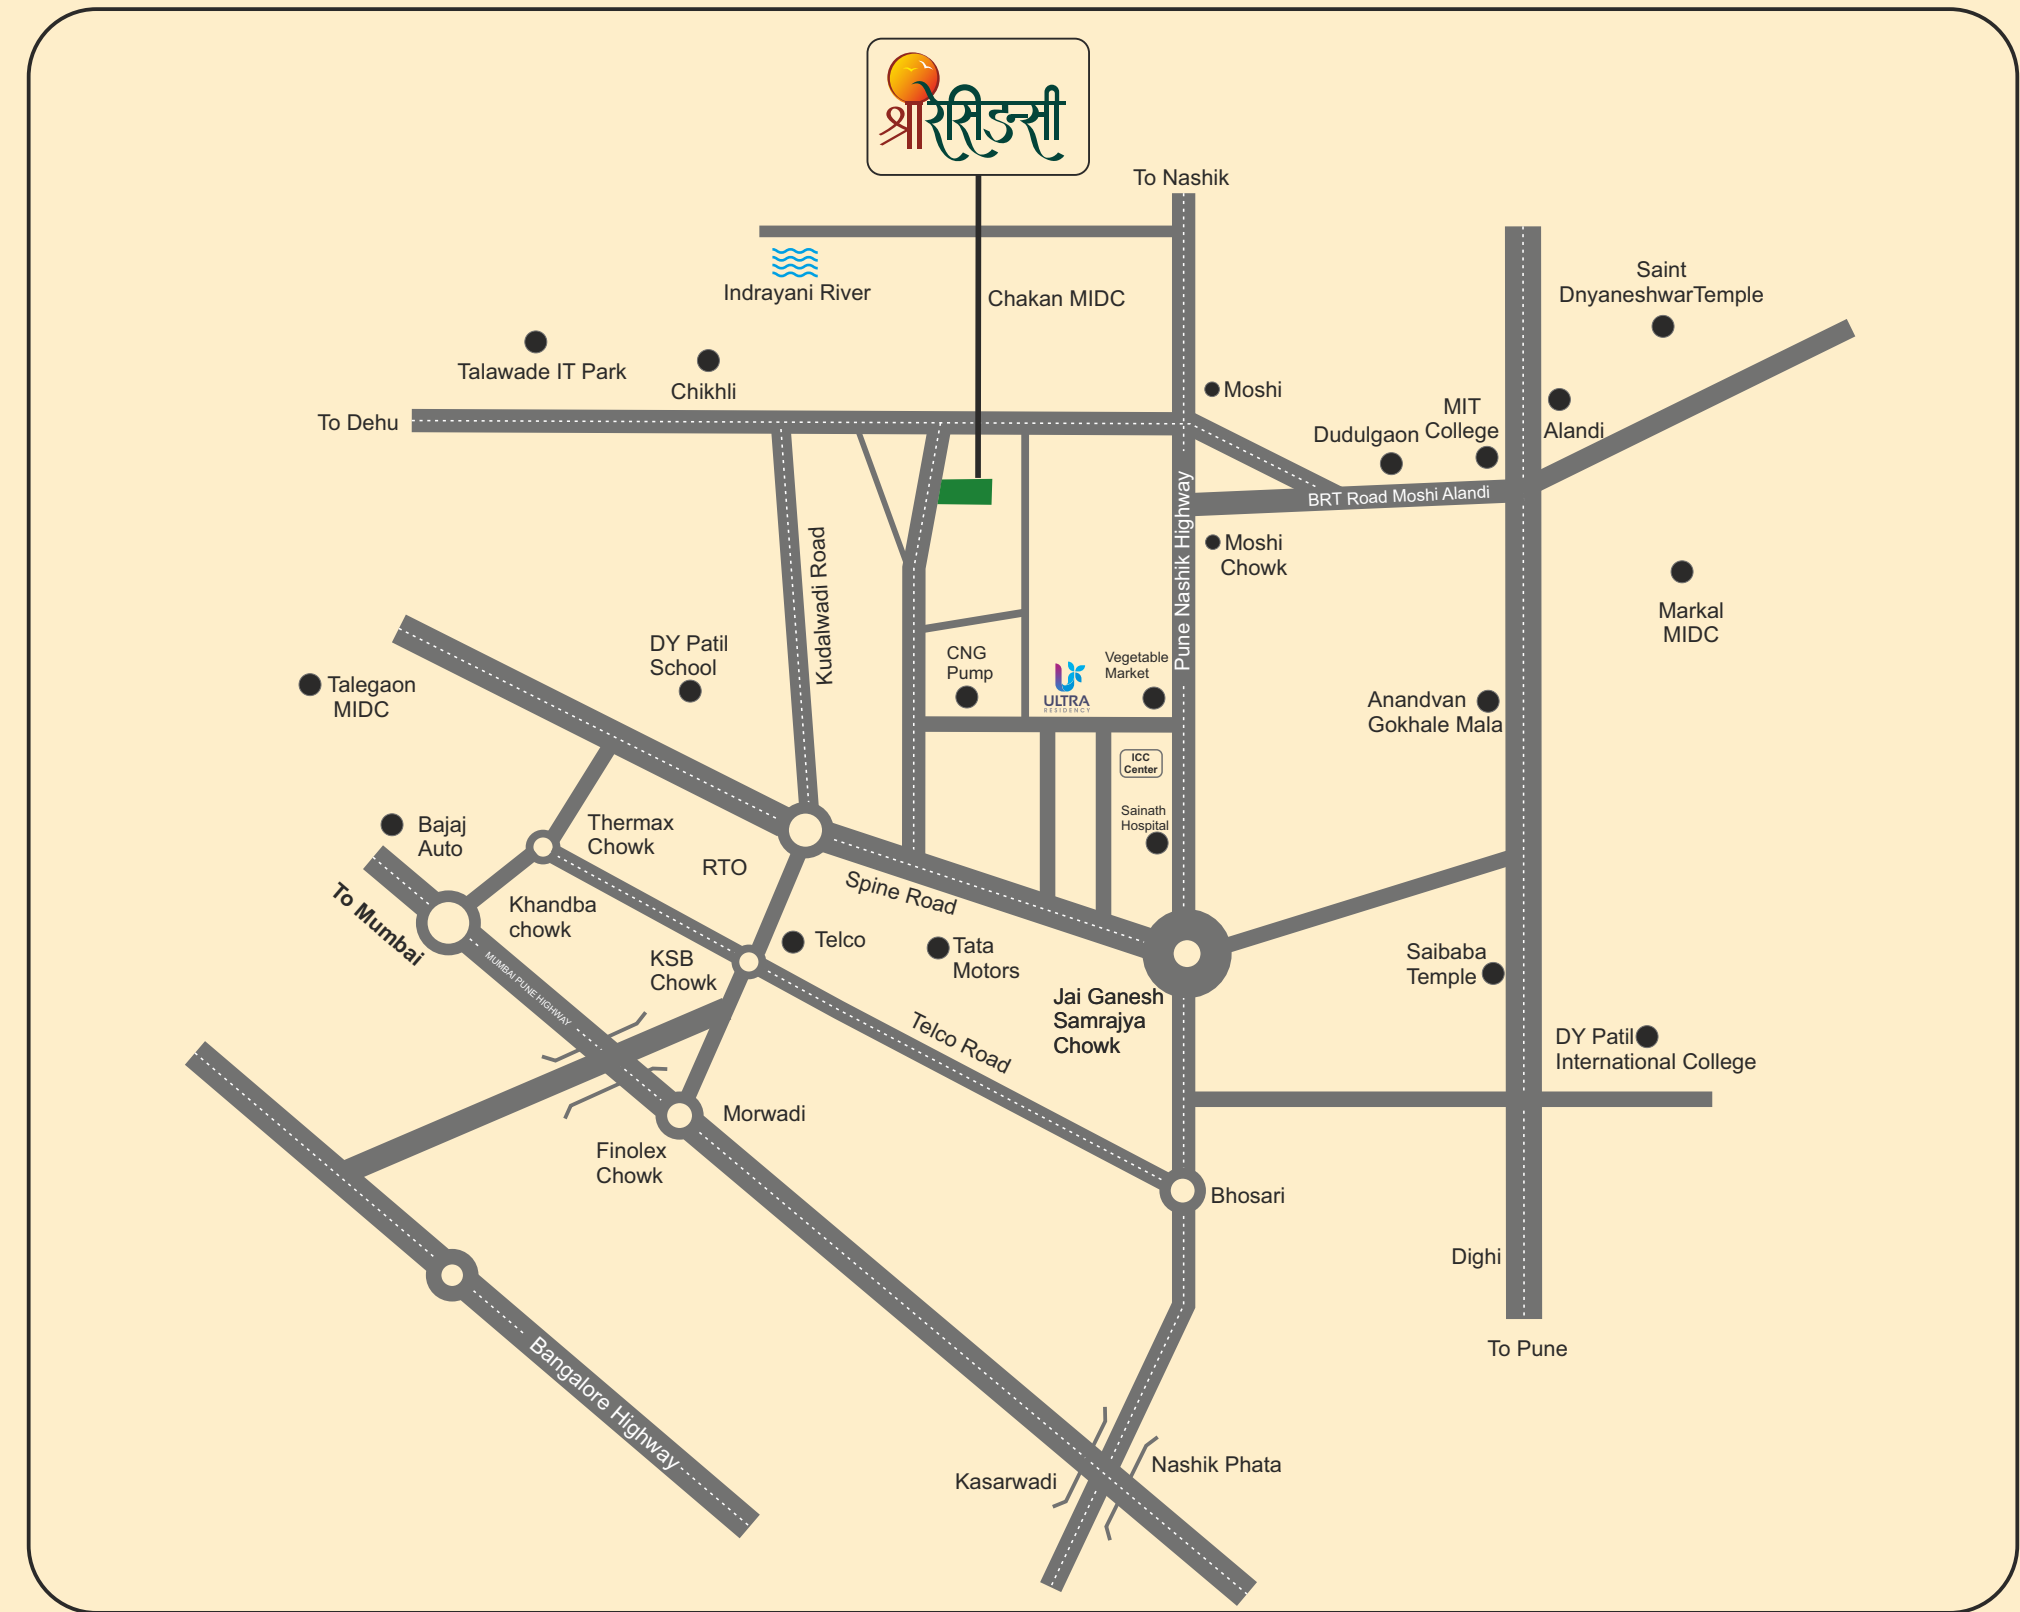 श्री रेसिडन्सी
To Nashik
Indrayani River
Chakan MIDC
Saint
DnyaneshwarTemple
Talawade IT Park
Chikhli
Moshi
To Dehu
MIT
College
Dudulgaon
Alandi
BRT Road Moshi Alandi
Pune Nashik Highway
Moshi
Chowk
Kudalwadi Road
Markal
MIDC
DY Patil
School
CNG
Pump
ULTRA
RESIDENCY
Vegetable
Market
Talegaon
MIDC
Anandvan
Gokhale Mala
ICC
Center
Sainath
Hospital
Bajaj
Auto
Thermax
Chowk
RTO
Spine Road
To Mumbai
Khandba
chowk
Telco
Tata
Motors
KSB
Chowk
Saibaba
Temple
MUMBAI PUNE HIGHWAY
Jai Ganesh
Samrajya
Chowk
Telco Road
DY Patil
International College
Morwadi
Finolex
Chowk
Bhosari
Dighi
To Pune
Bangalore Highway
Kasarwadi
Nashik Phata